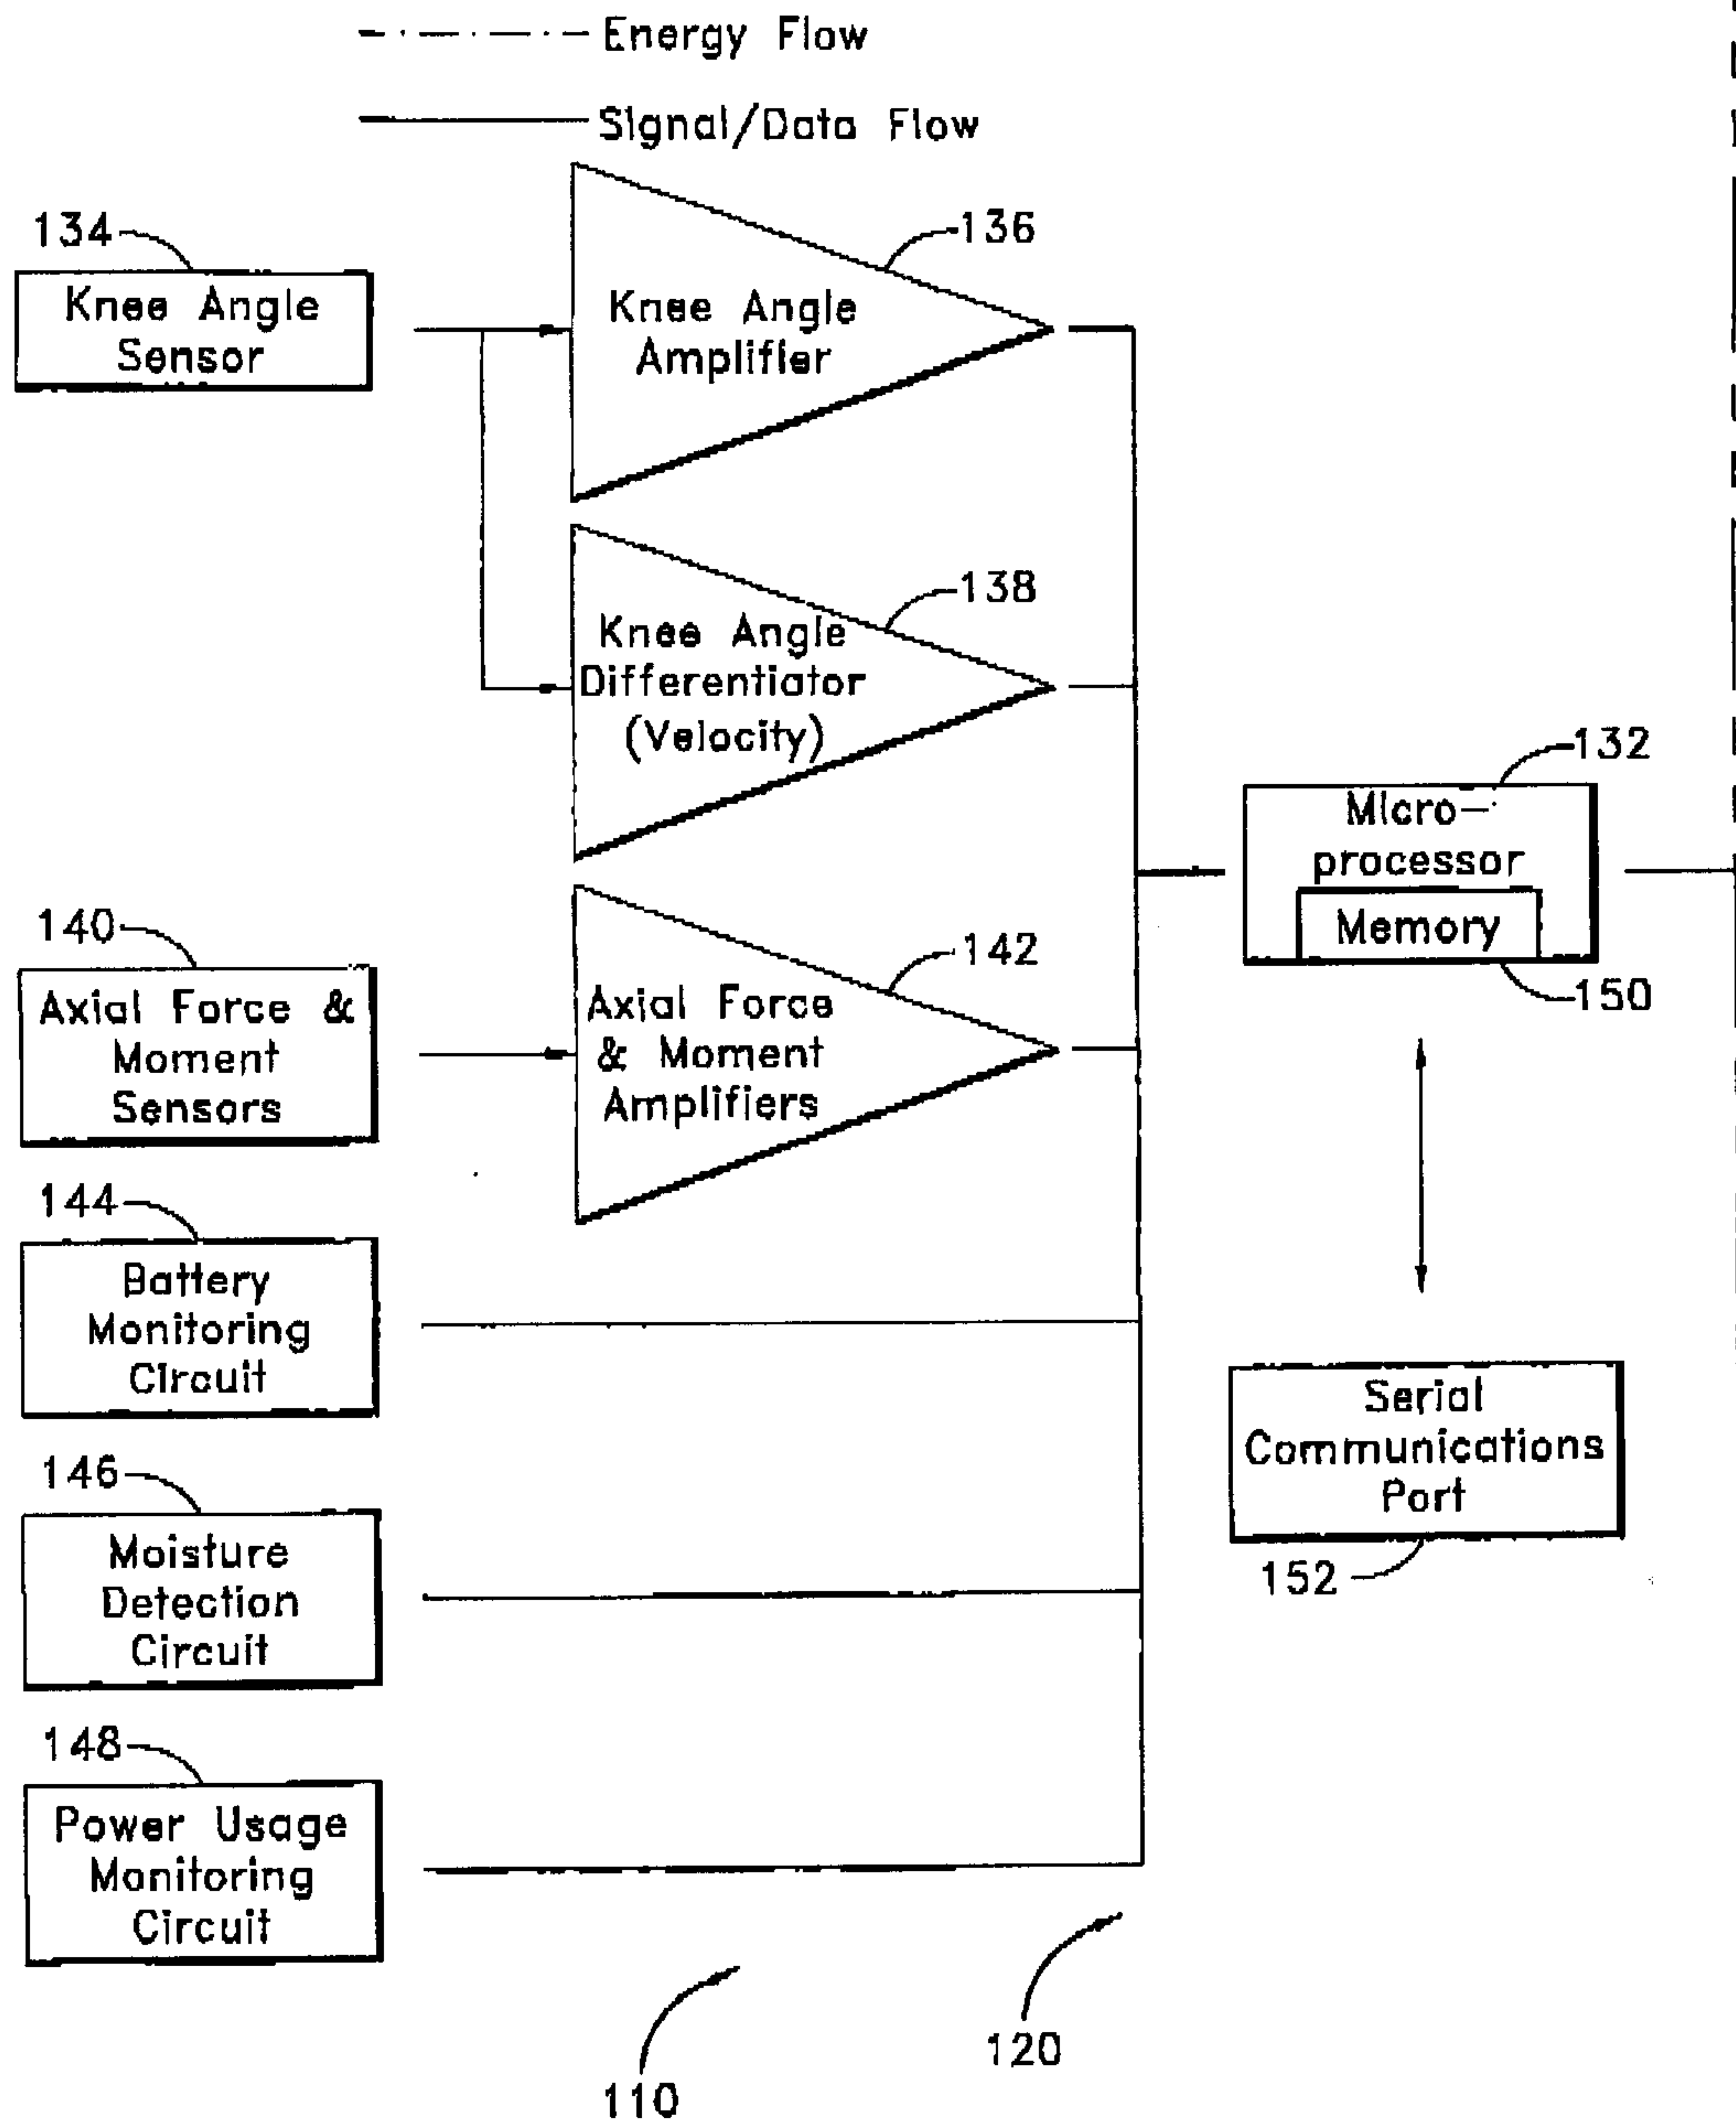 Energy Flow
Signal/Data Flow
134
136
Knee Angle
Sensor
Knee Angle
Amplifier
138
Knee Angle
Differentiator
(Velocity)
132
Micro-
processor
Memory
150
140
142
Axial Force &
Moment
Sensors
Axial Force
& Moment
Amplifiers
144
Battery
Monitoring
Circuit
Serial
Communications
Port
152
146
Moisture
Detection
Circuit
148
Power Usage
Monitoring
Circuit
110
120